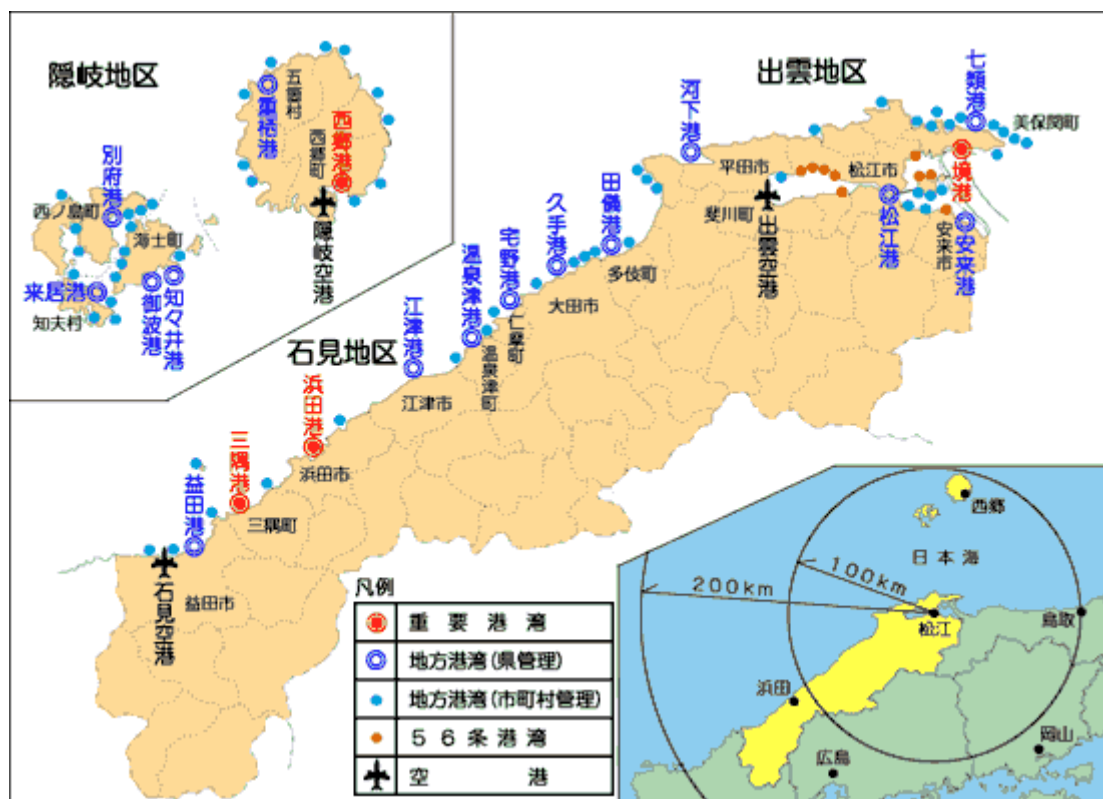 隠岐地区
五箇村
重栖港
西郷港
西郷町
隠岐空港
別府港
西ノ島町
海士町
来居港
知夫村
御波港
知々井港
出雲地区
七類港
美保関町
境港
河下港
平田市
松江市
斐川町
出雲空港
松江港
安来市
安来港
田儀港
多伎町
久手港
大田市
宅野港
仁摩町
温泉津港
温泉津町
石見地区
江津港
江津市
浜田港
浜田市
三隅港
三隅町
益田港
益田市
石見空港
凡例
重要港湾
地方港湾(県管理)
地方港湾(市町村管理)
56条港湾
空港
西郷
日本海
100km
200km
松江
鳥取
浜田
広島
岡山